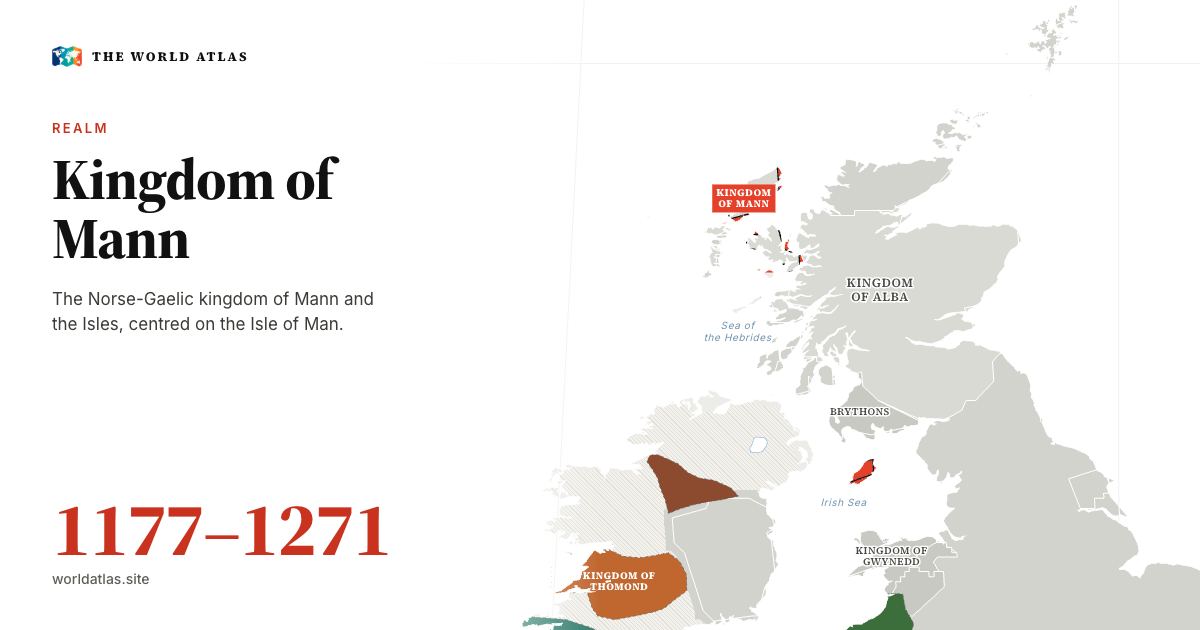 THE WORLD ATLAS
REALM
Kingdom of
Mann
The Norse-Gaelic kingdom of Mann and
the Isles, centred on the Isle of Man.
1177–1271
worldatlas.site
KINGDOM
OF MANN
KINGDOM
OF ALBA
Sea of
the Hebrides
BRYTHONS
Irish Sea
KINGDOM OF
GWYNEDD
KINGDOM OF
THOMOND